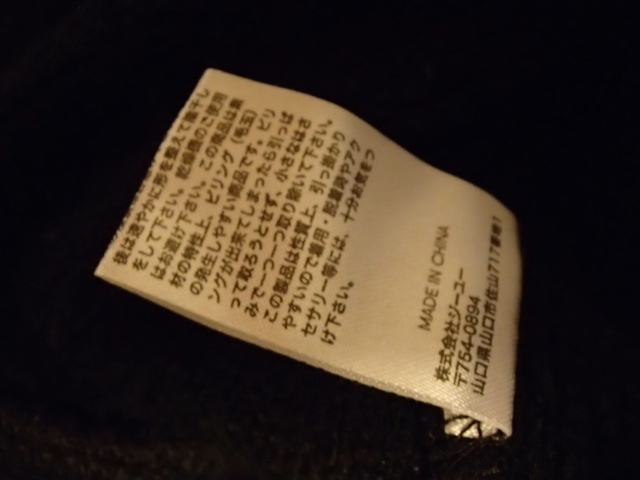 後は速やかに形を整えて陰干し
をして下さい。乾燥機のご使用
はお避け下さい。この商品は素
材の特性上、ピリング(毛玉)
の発生しやすい商品です。ピリ
ングが出来てしまったら引っぱ
って取ろうとせず、小さなはさ
みで一つ一つ取り除いて下さい。
この商品は性質上、引っ掛かり
やすいので着用・脱着時やアク
セサリー等には、十分お気をつ
け下さい。
MADE IN CHINA
株式会社ジーユー
〒754-0894
山口県山口市佐山717番地1